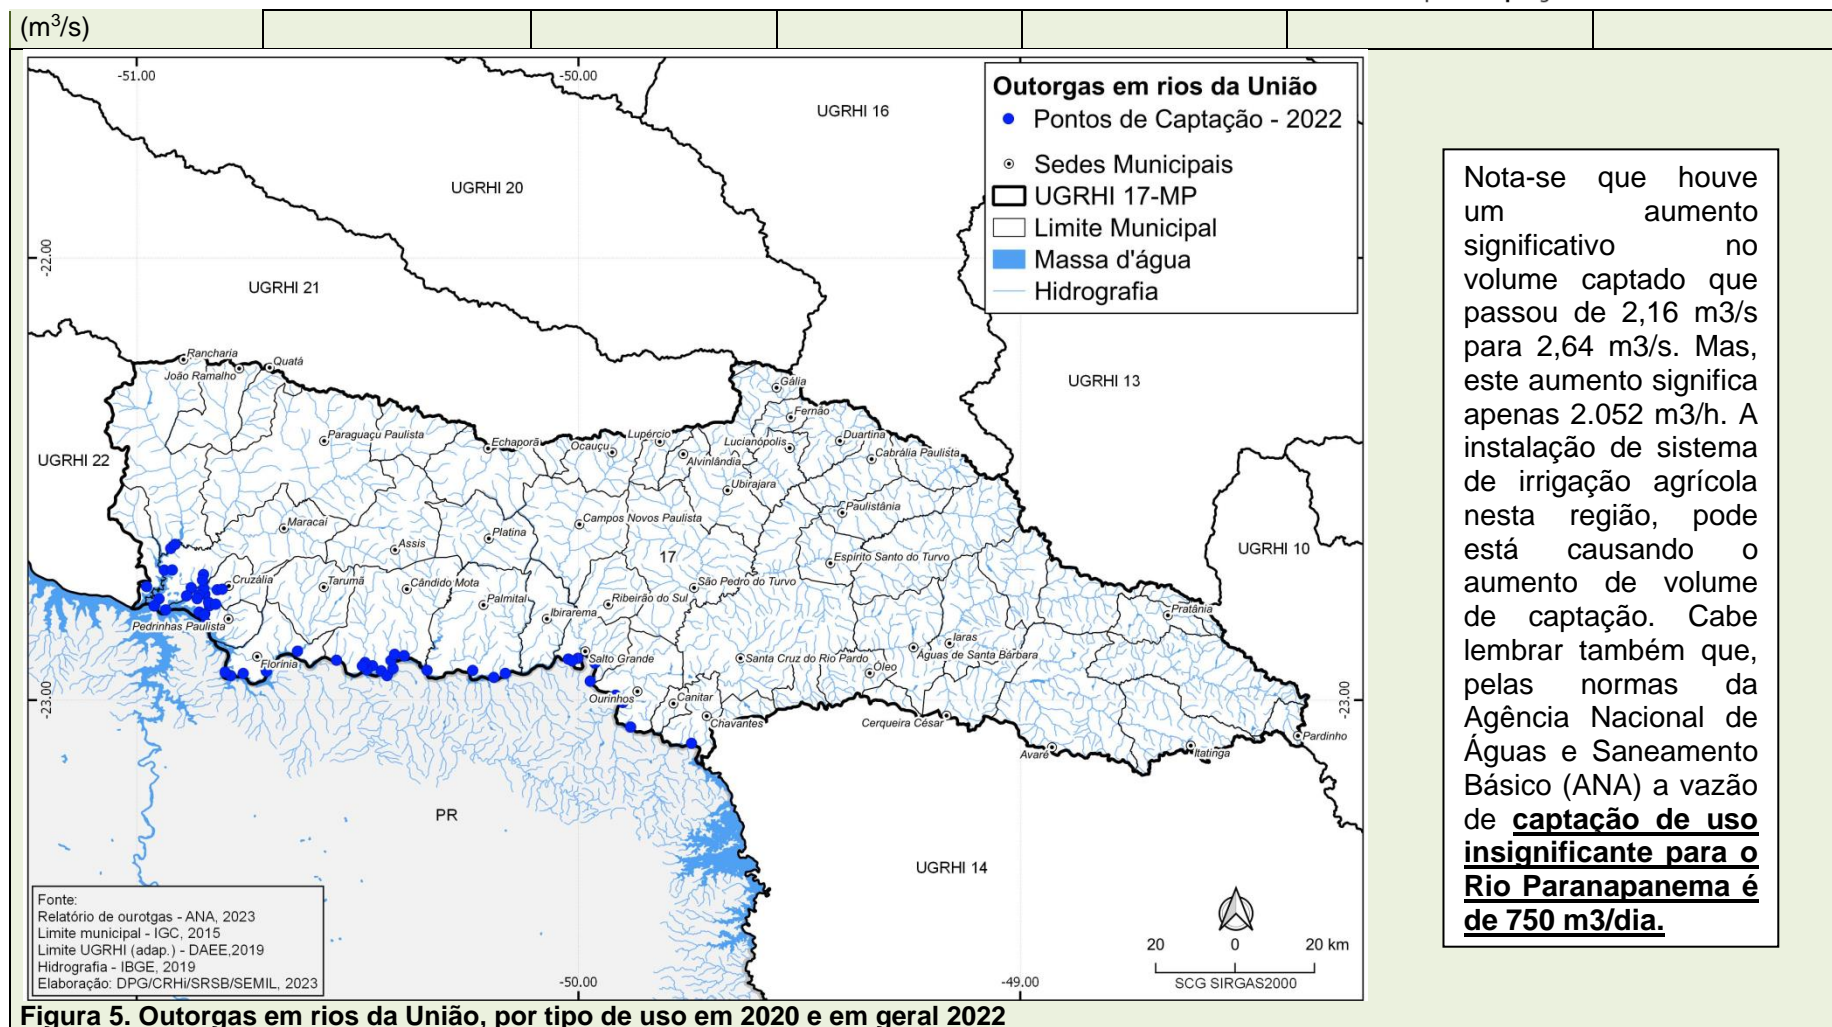 (m³/s)
-51.00
-50.00
Outorgas em rios da União
Pontos de Captação - 2022
Sedes Municipais
UGRHI 17-MP
Limite Municipal
Massa d'água
Hidrografia
UGRHI 16
UGRHI 20
UGRHI 21
-22.00
-22.00
UGRHI 13
UGRHI 22
UGRHI 10
Rancharia
Quatá
João Ramalho
Gália
Fernão
Paraguaçu Paulista
Echaporã
Ocauçu
Lupércio
Lucianópolis
Duartina
Alvinlândia
Cabrália Paulista
Ubirajara
Maracaí
Platina
Campos Novos Paulista
Paulistânia
Assis
17
Espírito Santo do Turvo
Cruzália
Tarumã
Cândido Mota
São Pedro do Turvo
Palmital
Ribeirão do Sul
Ibirarema
Pratânia
Pedrinhas Paulista
Iaras
Águas de Santa Bárbara
Florínia
Salto Grande
Santa Cruz do Rio Pardo
Óleo
-23.00
Ourinhos
Canitar
-23.00
Chavantes
Cerqueira César
Pardinho
Avaré
Itatinga
PR
UGRHI 14
Fonte:
Relatório de ourotgas - ANA, 2023
Limite municipal - IGC, 2015
Limite UGRHI (adap.) - DAEE,2019
Hidrografia - IBGE, 2019
Elaboração: DPG/CRHi/SRSB/SEMIL, 2023
20 0 20 km
-50.00
-49.00
SCG SIRGAS2000
Nota-se que houve
um aumento
significativo no
volume captado que
passou de 2,16 m3/s
para 2,64 m3/s. Mas,
este aumento significa
apenas 2.052 m3/h. A
instalação de sistema
de irrigação agrícola
nesta região, pode
está causando o
aumento de volume
de captação. Cabe
lembrar também que,
pelas normas da
Agência Nacional de
Águas e Saneamento
Básico (ANA) a vazão
de captação de uso
insignificante para o
Rio Paranapanema é
de 750 m3/dia.
Figura 5. Outorgas em rios da União, por tipo de uso em 2020 e em geral 2022